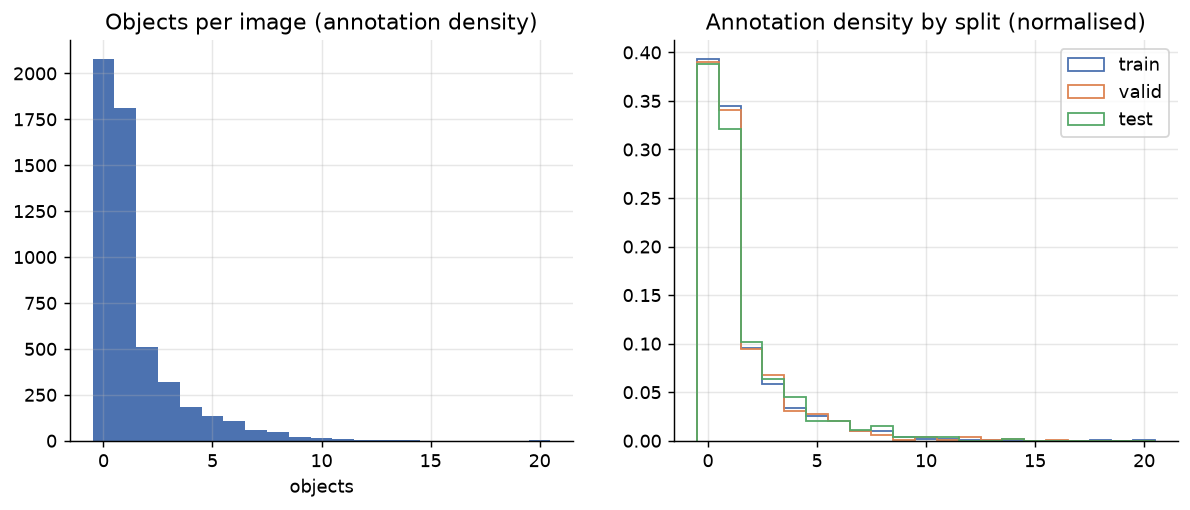 Objects per image (annotation density)
2000
1750
1500
1250
1000
750
500
250
0
0 5 10 15 20
objects
Annotation density by split (normalised)
0.40
0.35
0.30
0.25
0.20
0.15
0.10
0.05
0.00
0 5 10 15 20
train
valid
test